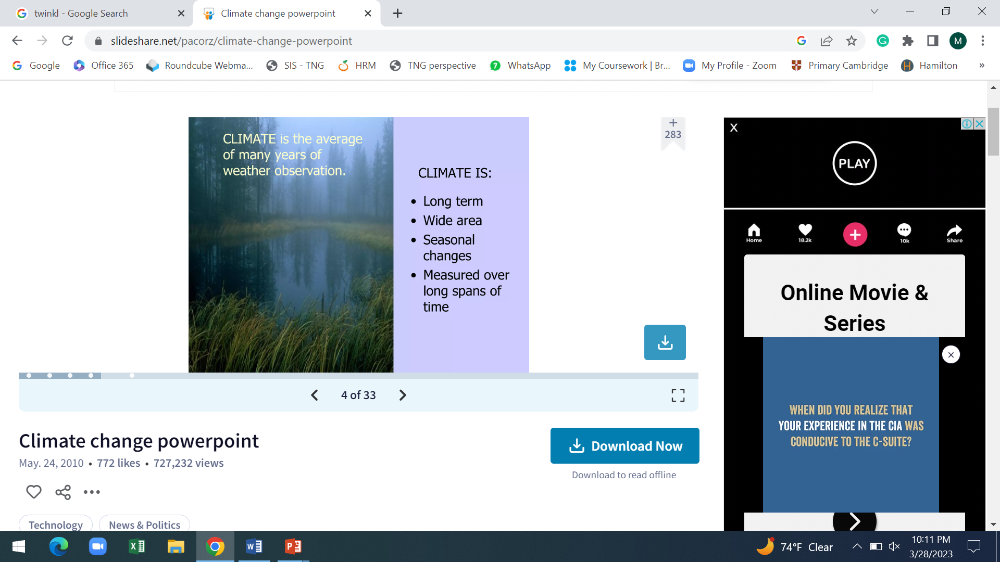 twinkl - Google Search
Climate change powerpoint
slideshare.net/pacorz/climate-change-powerpoint
M
Google
Office 365
Roundcube Webma...
SIS - TNG
HRM
TNG perspective
7
WhatsApp
My Coursework | Br...
My Profile - Zoom
Primary Cambridge
H
Hamilton
»
CLIMATE is the average
of many years of
weather observation.
CLIMATE IS:
• Long term
• Wide area
• Seasonal
changes
• Measured over
long spans of
time
+
283
4 of 33
Climate change powerpoint
May. 24, 2010 • 772 likes • 727,232 views
Download Now
Download to read offline
Technology
News & Politics
X
PLAY
Home
18.2k
+
10k
Share
Online Movie &
Series
WHEN DID YOU REALIZE THAT
YOUR EXPERIENCE IN THE CIA WAS
CONDUCIVE TO THE C-SUITE?
74°F Clear
10:11 PM
3/28/2023